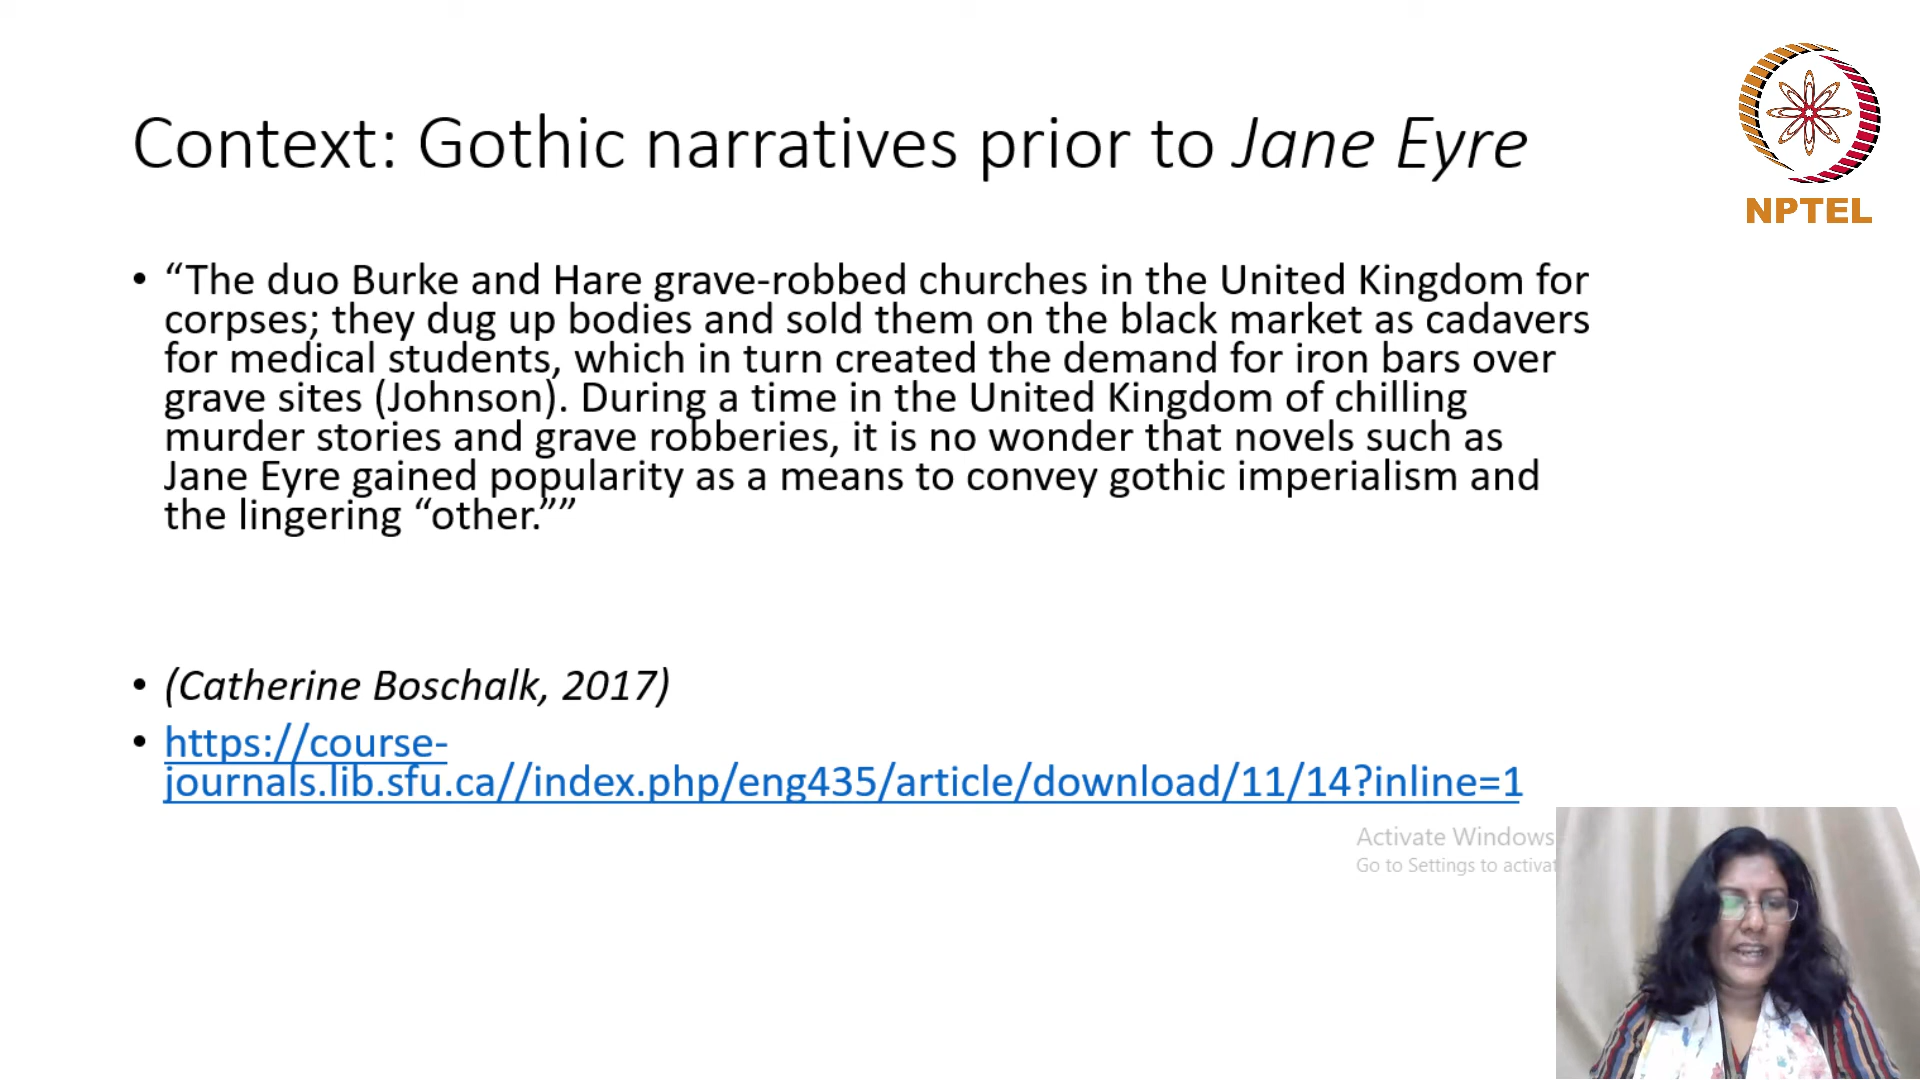 Context: Gothic narratives prior to Jane Eyre
NPTEL
• “The duo Burke and Hare grave-robbed churches in the United Kingdom for
corpses; they dug up bodies and sold them on the black market as cadavers
for medical students, which in turn created the demand for iron bars over
grave sites (Johnson). During a time in the United Kingdom of chilling
murder stories and grave robberies, it is no wonder that novels such as
Jane Eyre gained popularity as a means to convey gothic imperialism and
the lingering “other.””
• (Catherine Boschalk, 2017)
• https://course-
journals.lib.sfu.ca//index.php/eng435/article/download/11/14?inline=1
Activate Windows
Go to Settings to activat